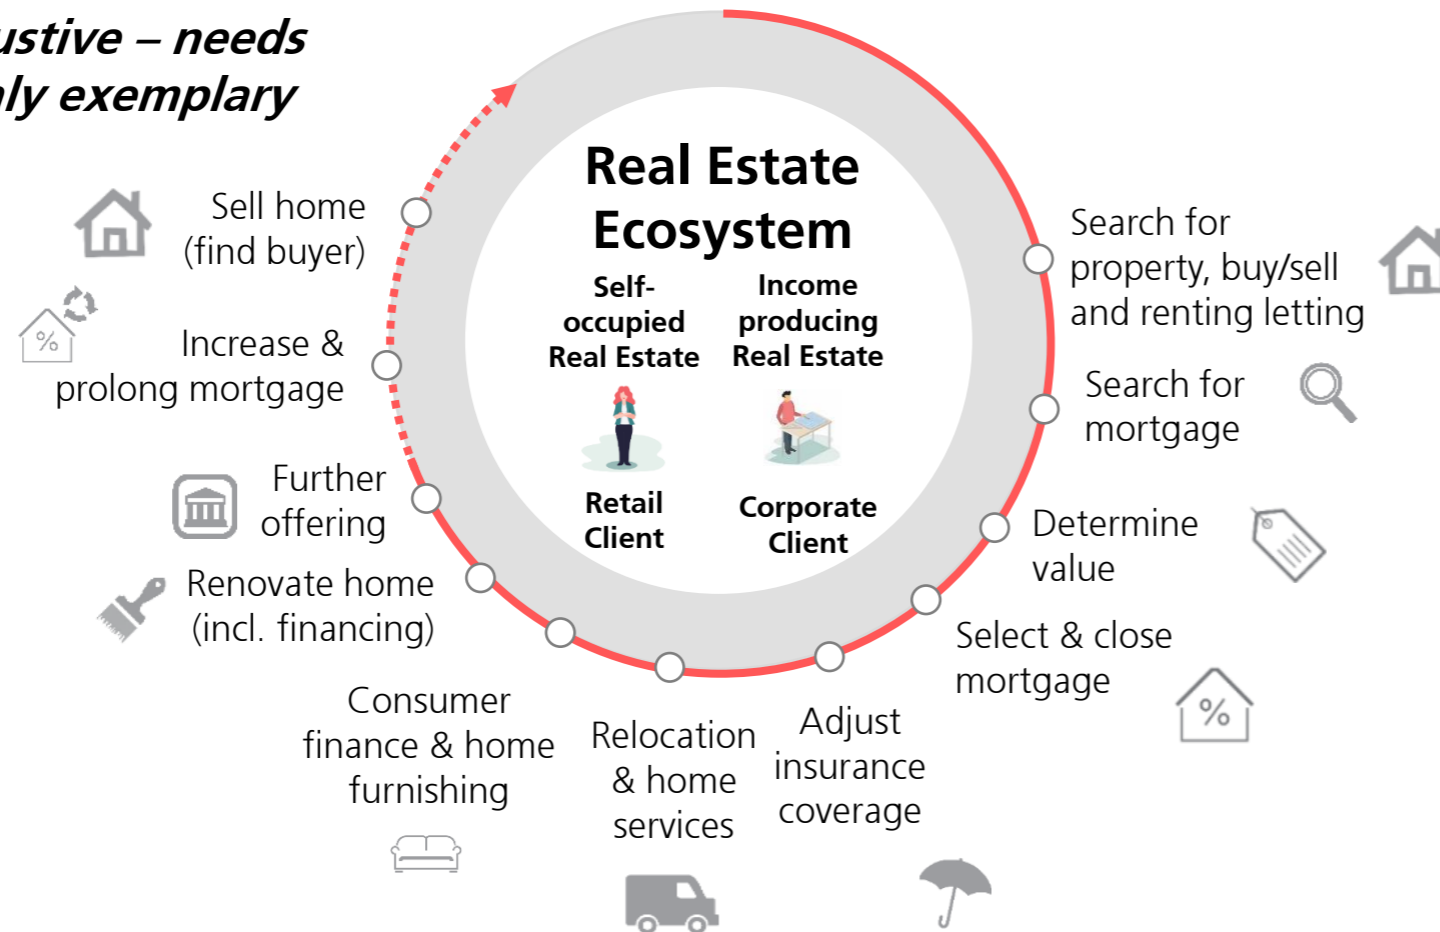 ustive – needs
ly exemplary
Real Estate
Ecosystem
Self-
occupied
Real Estate
Income
producing
Real Estate
Retail
Client
Corporate
Client
Search for
property, buy/sell
and renting letting
Search for
mortgage
Determine
value
Select & close
mortgage
%
Adjust
insurance
coverage
Relocation
& home
services
Consumer
finance & home
furnishing
Renovate home
(incl. financing)
Further
offering
Increase &
prolong mortgage
%
Sell home
(find buyer)